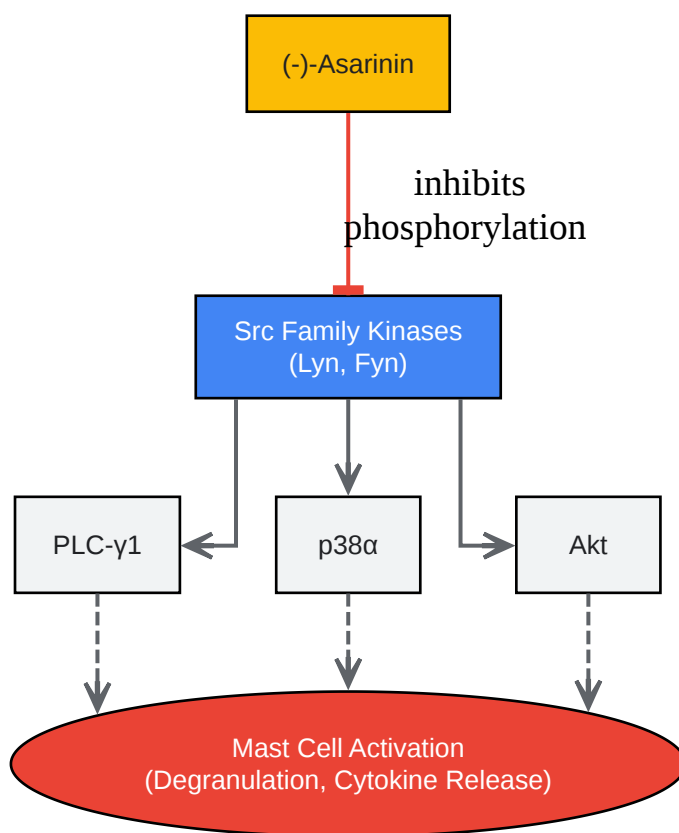 (-)-Asarinin
inhibits
phosphorylation
Src Family Kinases
(Lyn, Fyn)
PLC-γ1
p38α
Akt
Mast Cell Activation
(Degranulation, Cytokine Release)